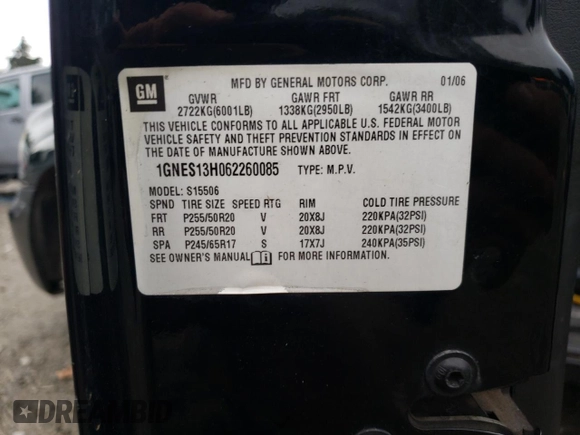 GM
MFD BY GENERAL MOTORS CORP. 01/06
GVWR GAWR FRT GAWR RR
2722KG(6001LB) 1338KG(2950LB) 1542KG(3400LB)
THIS VEHICLE CONFORMS TO ALL APPLICABLE U.S. FEDERAL MOTOR
VEHICLE SAFETY AND THEFT PREVENTION STANDARDS IN EFFECT ON
THE DATE OF MANUFACTURE SHOWN ABOVE.
1GNES13H062260085 TYPE: M.P.V.
MODEL: S15506
SPND TIRE SIZE SPEED RTG RIM COLD TIRE PRESSURE
FRT P255/50R20 V 20X8J 220KPA(32PSI)
RR P255/50R20 V 20X8J 220KPA(32PSI)
SPA P245/65R17 S 17X7J 240KPA(35PSI)
SEE OWNER'S MANUAL FOR MORE INFORMATION.
DREAMBID